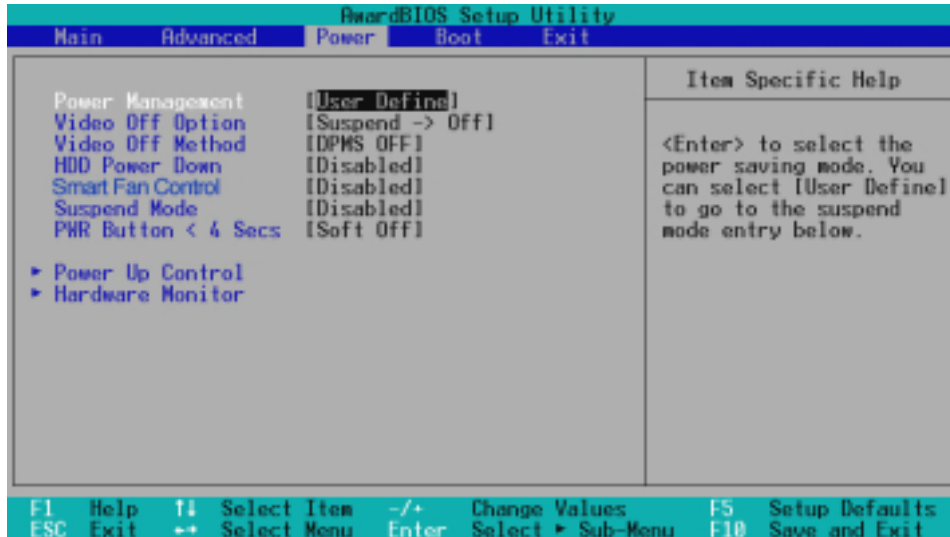 AwardBIOS Setup Utility
Main Advanced Power Boot Exit
Item Specific Help
Power Management [User Define]
Video Off Option [Suspend -> Off]
Video Off Method [DPMS OFF]
HDD Power Down [Disabled]
Smart Fan Control [Disabled]
Suspend Mode [Disabled]
PWR Button < 4 Secs [Soft Off]
► Power Up Control
► Hardware Monitor
<Enter> to select the
power saving mode. You
can select [User Define]
to go to the suspend
mode entry below.
F1 Help ↑↓ Select Item -/+ Change Values F5 Setup Defaults
ESC Exit ←→ Select Menu Enter Select ► Sub-Menu F10 Save and Exit